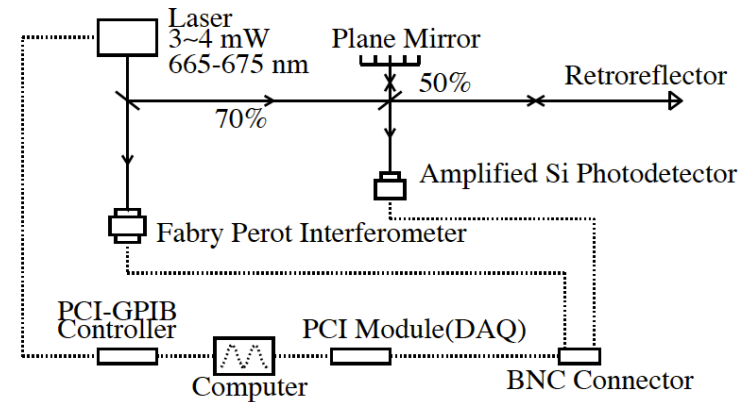 Laser
3~4 mW
665-675 nm
Plane Mirror
50%
Retroreflector
70%
Amplified Si Photodetector
Fabry Perot Interferometer
PCI-GPIB
Controller
PCI Module(DAQ)
Computer
BNC Connector